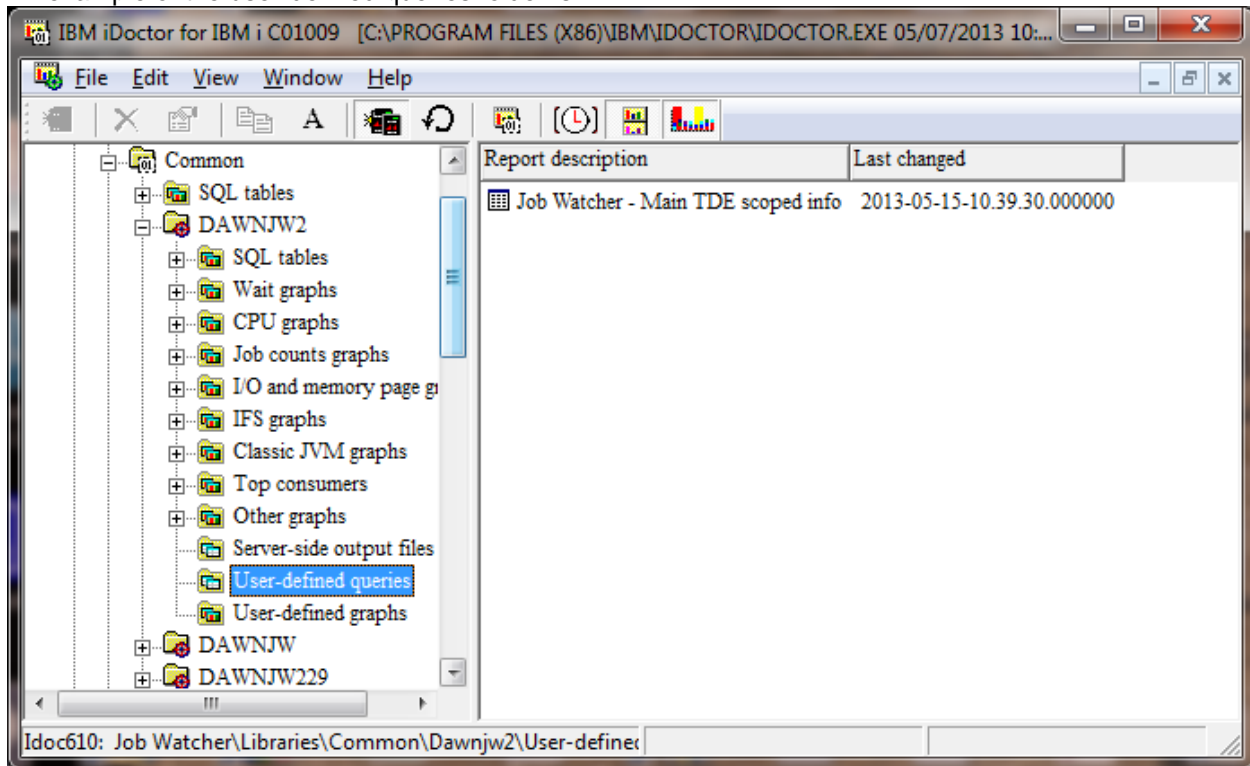 IBM iDoctor for IBM i C01009 [C:\PROGRAM FILES (X86)\IBM\IDOCTOR\IDOCTOR.EXE 05/07/2013 10:...
File Edit View Window Help
A
Common
SQL tables
DAWNJW2
SQL tables
Wait graphs
CPU graphs
Job counts graphs
I/O and memory page gr
IFS graphs
Classic JVM graphs
Top consumers
Other graphs
Server-side output files
User-defined queries
User-defined graphs
DAWNJW
DAWNJW229
Report description Last changed
Job Watcher - Main TDE scoped info 2013-05-15-10.39.30.000000
Idoc610: Job Watcher\Libraries\Common\Dawnjw2\User-defined